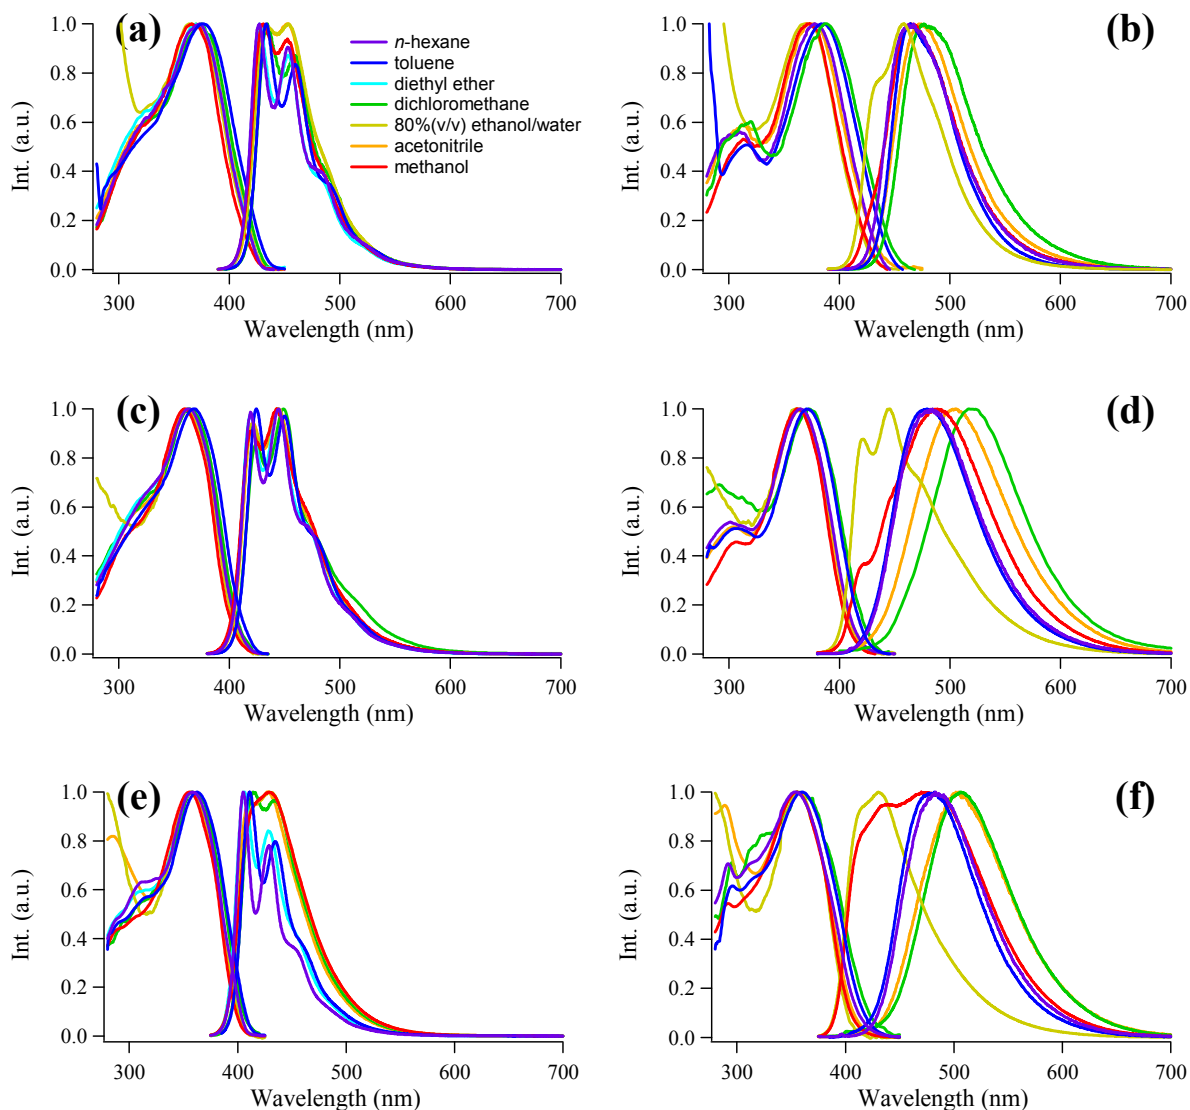 (a)
1.0
0.8
0.6
0.4
0.2
0.0
Int. (a.u.)
300 400 500 600 700
Wavelength (nm)
n-hexane
toluene
diethyl ether
dichloromethane
80%(v/v) ethanol/water
acetonitrile
methanol
(b)
1.0
0.8
0.6
0.4
0.2
0.0
Int. (a.u.)
300 400 500 600 700
Wavelength (nm)
(c)
1.0
0.8
0.6
0.4
0.2
0.0
Int. (a.u.)
300 400 500 600 700
Wavelength (nm)
(d)
1.0
0.8
0.6
0.4
0.2
0.0
Int. (a.u.)
300 400 500 600 700
Wavelength (nm)
(e)
1.0
0.8
0.6
0.4
0.2
0.0
Int. (a.u.)
300 400 500 600 700
Wavelength (nm)
(f)
1.0
0.8
0.6
0.4
0.2
0.0
Int. (a.u.)
300 400 500 600 700
Wavelength (nm)